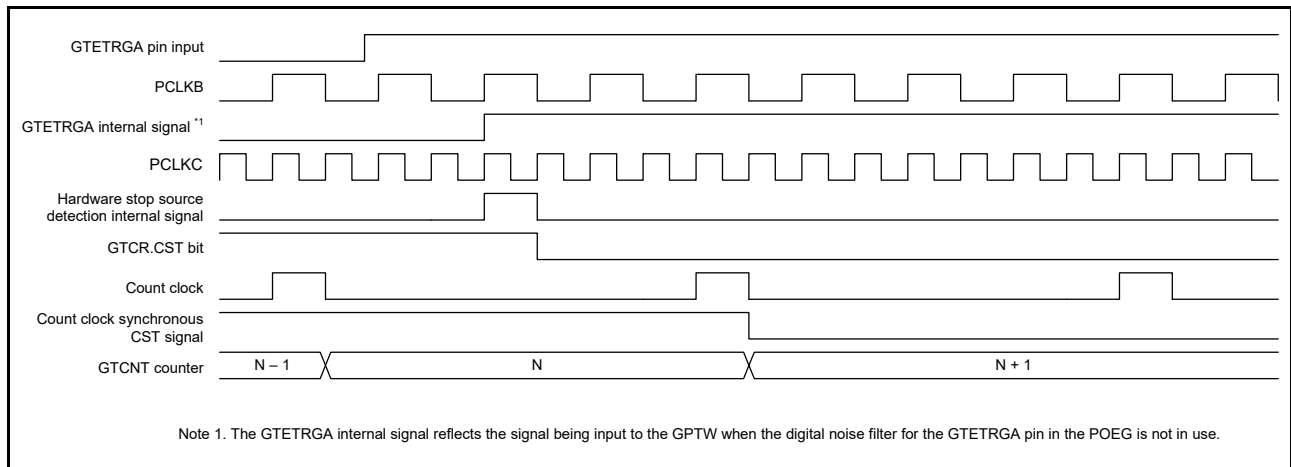 GTETRGA pin input
PCLKB
GTETRGA internal signal *1
PCLKC
Hardware stop source
detection internal signal
GTCR.CST bit
Count clock
Count clock synchronous
CST signal
GTCNT counter
N – 1
N
N + 1
Note 1. The GTETRGA internal signal reflects the signal being input to the GPTW when the digital noise filter for the GTETRGA pin in the POEG is not in use.